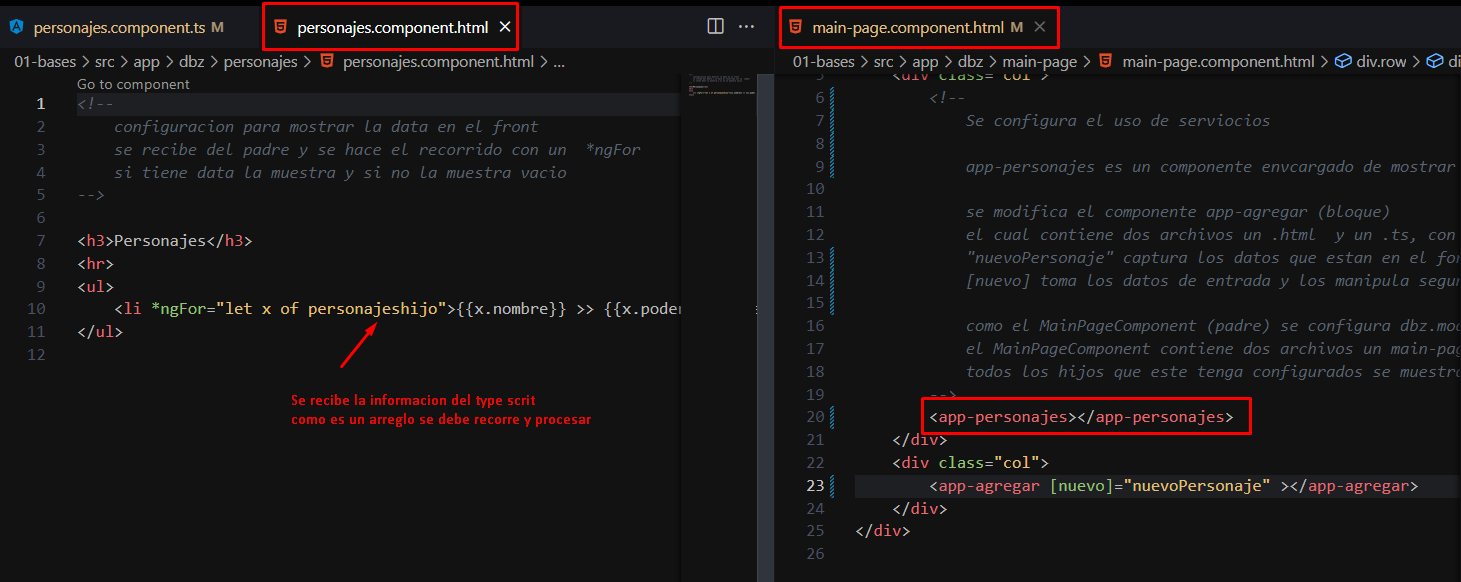 personajes.component.ts M
personajes.component.html
01-bases > src > app > dbz > personajes > personajes.component.html > ...
Go to component
1 <!--
2 configuracion para mostrar la data en el front
3 se recibe del padre y se hace el recorrido con un *ngFor
4 si tiene data la muestra y si no la muestra vacio
5 -->
6
7 <h3>Personajes</h3>
8 <hr>
9 <ul>
10 <li *ngFor="let x of personajeshijo">{{x.nombre}} >> {{x.poder
11 </ul>
12
Se recibe la informacion del type scrit
como es un arreglo se debe recorre y procesar
main-page.component.html M
01-bases > src > app > dbz > main-page > main-page.component.html > div.row > di
5 <div class="col">
6 <!--
7 Se configura el uso de serviocios
8
9 app-personajes es un componente envcargado de mostrar
10
11 se modifica el componente app-agregar (bloque)
12 el cual contiene dos archivos un .html y un .ts, con
13 "nuevoPersonaje" captura los datos que estan en el for
14 [nuevo] toma los datos de entrada y los manipula segun
15
16 como el MainPageComponent (padre) se configura dbz.mod
17 el MainPageComponent contiene dos archivos un main-pag
18 todos los hijos que este tenga configurados se muestra
19 -->
20 <app-personajes></app-personajes>
21 </div>
22 <div class="col">
23 <app-agregar [nuevo]="nuevoPersonaje" ></app-agregar>
24 </div>
25 </div>
26